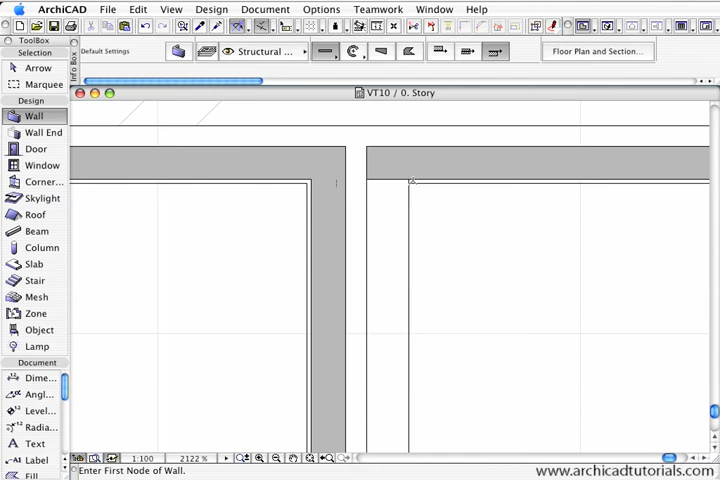 ArchiCAD File Edit View Design Document Options Teamwork Window Help
ToolBox
Selection
Arrow
Marquee
Design
Wall
Wall End
Door
Window
Corner...
Skylight
Roof
Beam
Column
Slab
Stair
Mesh
Zone
Object
Lamp
Document
Dime...
Angl...
Level...
Radia...
Text
Label
Fill
Info Box
Default Settings
Structural ...
Floor Plan and Section...
VT10 / 0. Story
1:100
2122 %
Enter First Node of Wall.
www.archicadtutorials.com